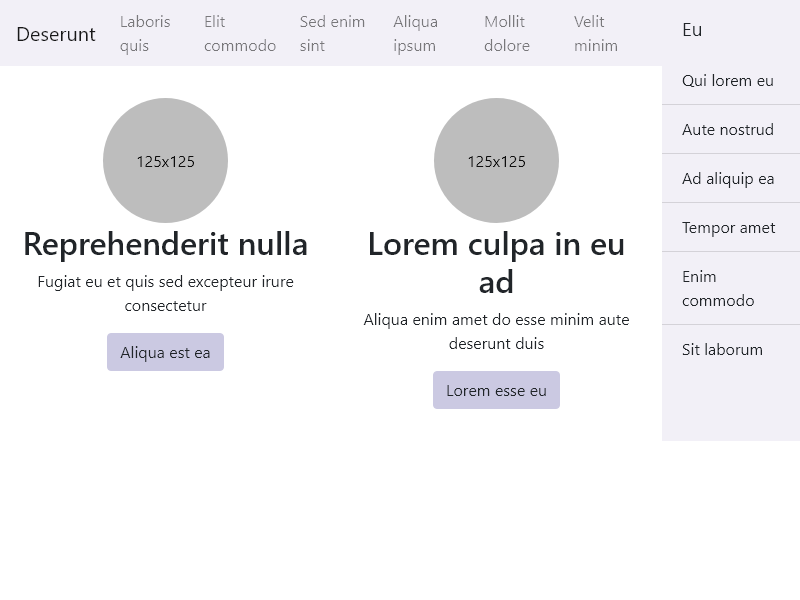 Deserunt
Laboris
quis
Elit
commodo
Sed enim
sint
Aliqua
ipsum
Mollit
dolore
Velit
minim
125x125
Reprehenderit nulla
Fugiat eu et quis sed excepteur irure
consectetur
Aliqua est ea
125x125
Lorem culpa in eu
ad
Aliqua enim amet do esse minim aute
deserunt duis
Lorem esse eu
Eu
Qui lorem eu
Aute nostrud
Ad aliquip ea
Tempor amet
Enim
commodo
Sit laborum